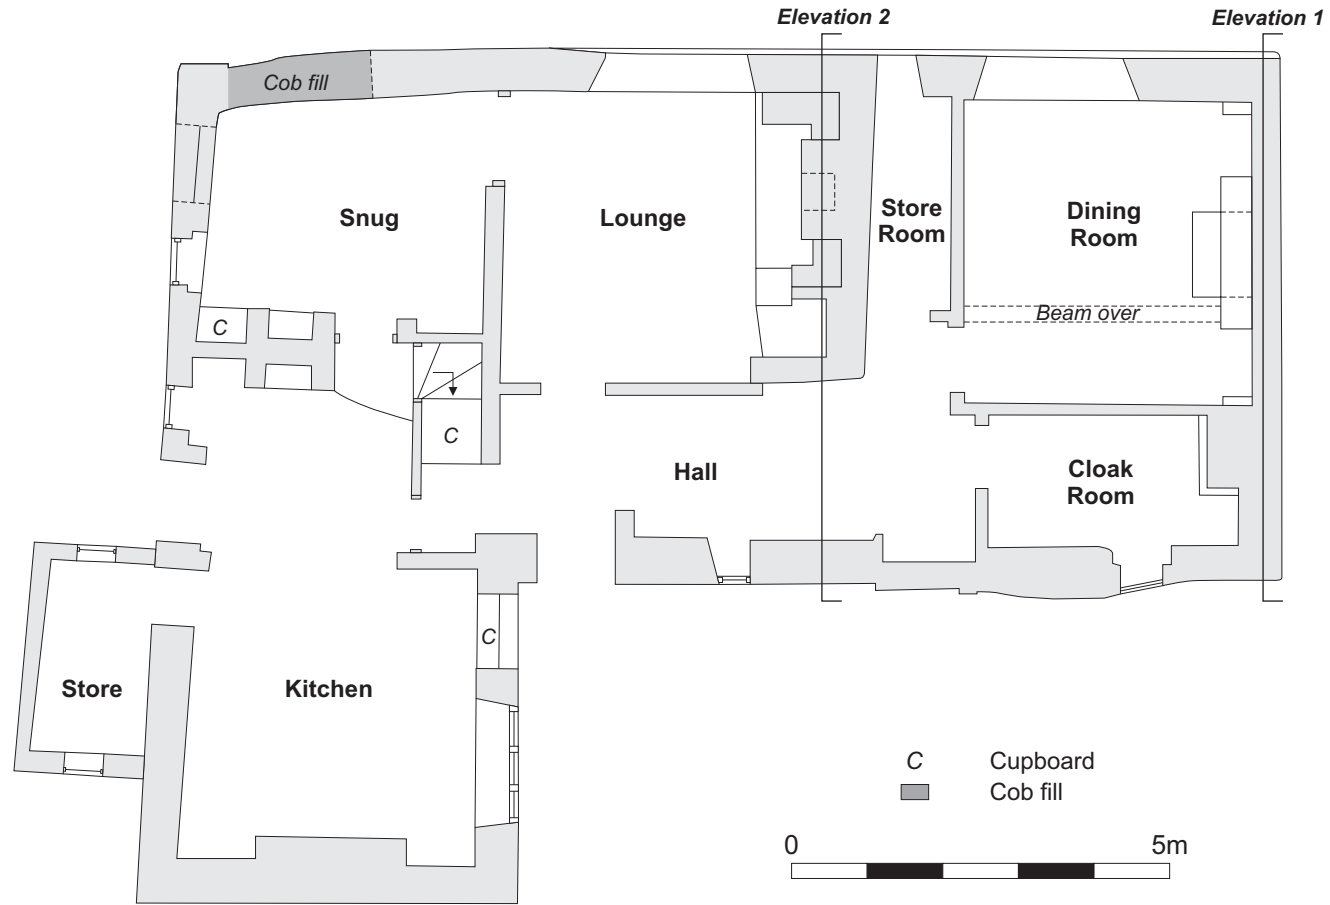 Elevation 2
Elevation 1
Cob fill
Snug
Lounge
Store
Room
Dining
Room
Beam over
C
C
Hall
Cloak
Room
C
Store
Kitchen
C Cupboard
Cob fill
0 5m